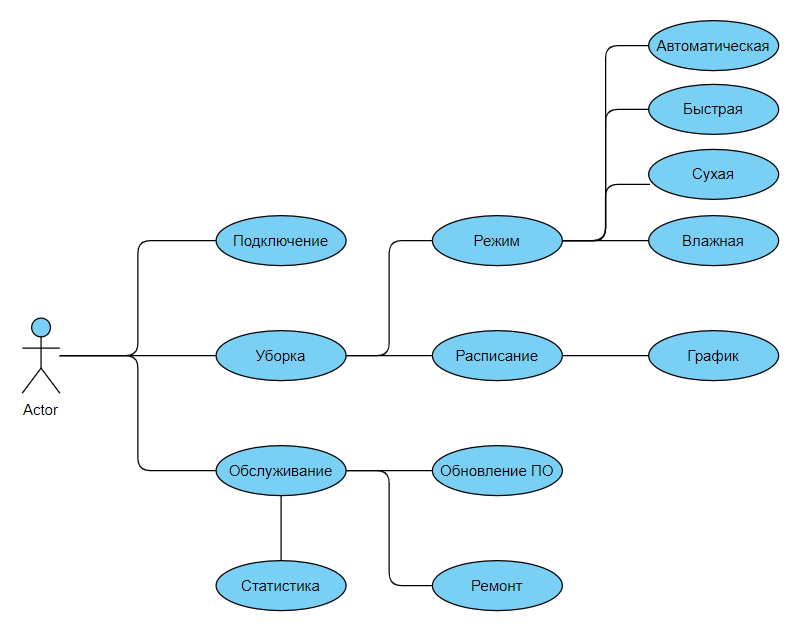 Автоматическая
Быстрая
Сухая
Подключение
Режим
Влажная
Уборка
Расписание
График
Actor
Обслуживание
Обновление ПО
Статистика
Ремонт